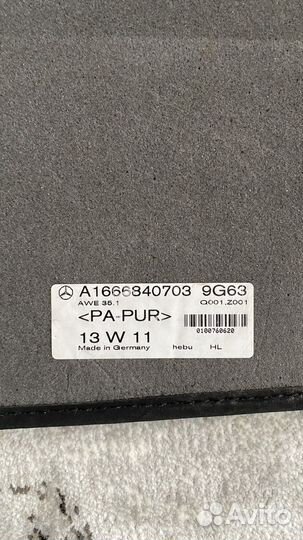 A1666840703 9G63
AWE 35.1 Q001,Z001
<PA-PUR>
0100760620
13 W 11
Made in Germany hebu HL
Avito